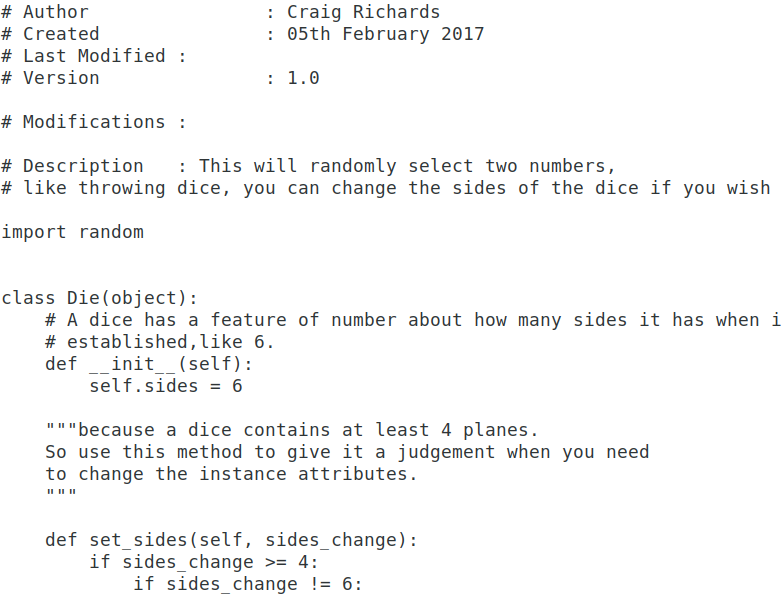 # Author                : Craig Richards
# Created               : 05th February 2017
# Last Modified :
# Version               : 1.0
# Modifications :
# Description   : This will randomly select two numbers,
# like throwing dice, you can change the sides of the dice if you wish
import random
class Die(object):
    # A dice has a feature of number about how many sides it has when i
    # established,like 6.
    def __init__(self):
        self.sides = 6
    """because a dice contains at least 4 planes.
    So use this method to give it a judgement when you need
    to change the instance attributes.
    """
    def set_sides(self, sides_change):
        if sides_change >= 4:
            if sides_change != 6: